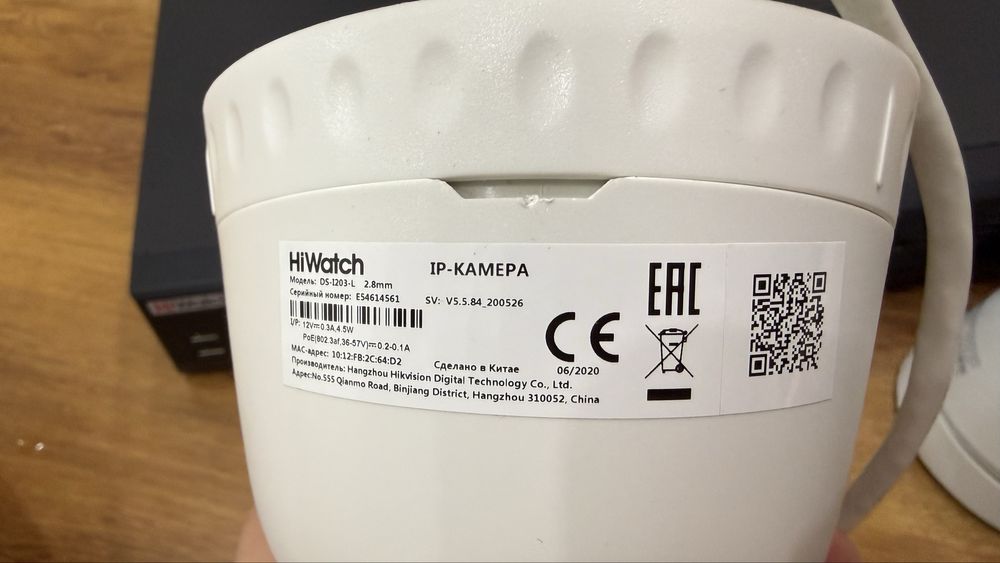 HiWatch
IP-КАМЕРА
Модель: DS-I203-L 2.8mm
Серийный номер: E54614561
SV: V5.5.84_200526
I/P: 12V⎓0.3A,4.5W
PoE(802.3af,36-57V)⎓0.2-0.1A
MAC-адрес: 10:12:FB:2C:64:D2
Сделано в Китае
06/2020
Производитель: Hangzhou Hikvision Digital Technology Co., Ltd.
Адрес:No.555 Qianmo Road, Binjiang District, Hangzhou 310052, China
CE
EAC